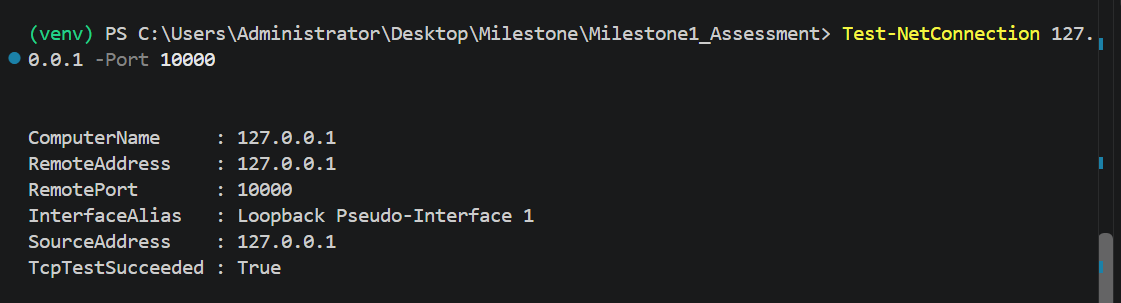 (venv) PS C:\Users\Administrator\Desktop\Milestone\Milestone1_Assessment> Test-NetConnection 127.
0.0.1 -Port 10000
ComputerName     : 127.0.0.1
RemoteAddress    : 127.0.0.1
RemotePort       : 10000
InterfaceAlias   : Loopback Pseudo-Interface 1
SourceAddress    : 127.0.0.1
TcpTestSucceeded : True